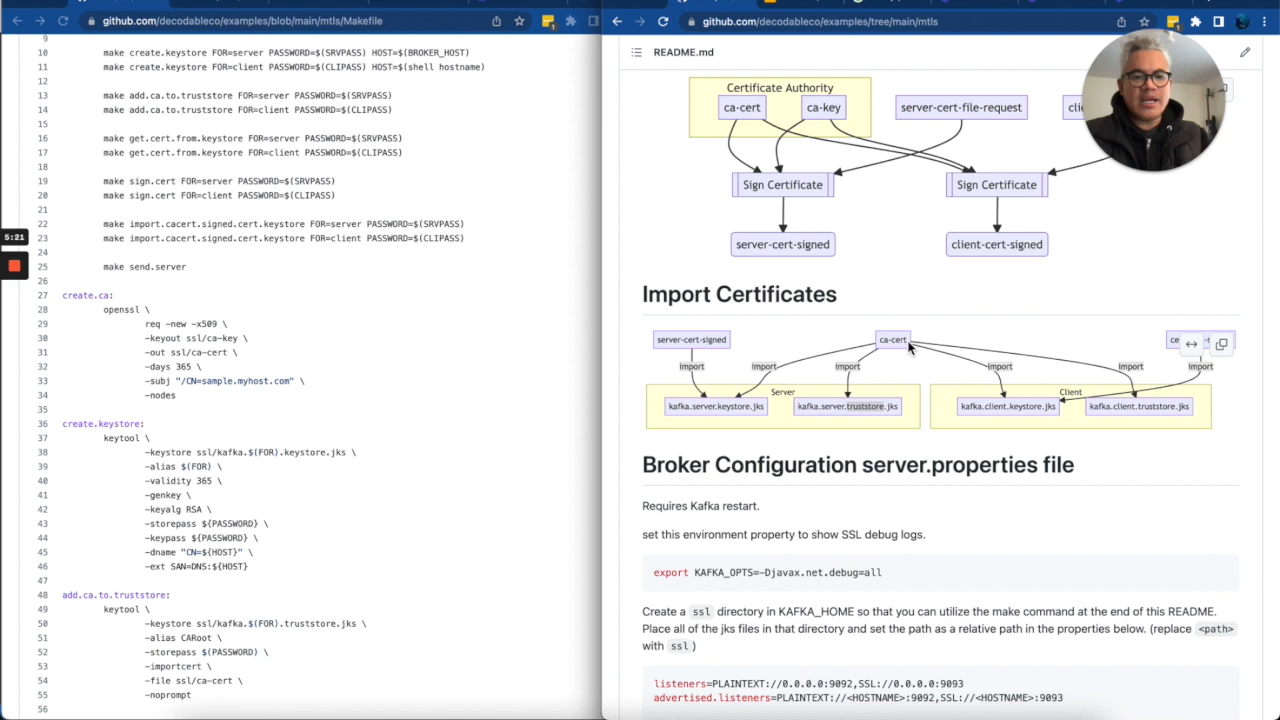 github.com/decodableco/examples/blob/main/mtls/Makefile
9
10 make create.keystore FOR=server PASSWORD=$(SRVPASS) HOST=$(BROKER_HOST)
11 make create.keystore FOR=client PASSWORD=$(CLIPASS) HOST=$(shell hostname)
12
13 make add.ca.to.truststore FOR=server PASSWORD=$(SRVPASS)
14 make add.ca.to.truststore FOR=client PASSWORD=$(CLIPASS)
15
16 make get.cert.from.keystore FOR=server PASSWORD=$(SRVPASS)
17 make get.cert.from.keystore FOR=client PASSWORD=$(CLIPASS)
18
19 make sign.cert FOR=server PASSWORD=$(SRVPASS)
20 make sign.cert FOR=client PASSWORD=$(CLIPASS)
21
22 make import.cacert.signed.cert.keystore FOR=server PASSWORD=$(SRVPASS)
23 make import.cacert.signed.cert.keystore FOR=client PASSWORD=$(CLIPASS)
24
25 make send.server
26
27 create.ca:
28 openssl \
29 req -new -x509 \
30 -keyout ssl/ca-key \
31 -out ssl/ca-cert \
32 -days 365 \
33 -subj "/CN=sample.myhost.com" \
34 -nodes
35
36 create.keystore:
37 keytool \
38 -keystore ssl/kafka.$(FOR).keystore.jks \
39 -alias $(FOR) \
40 -validity 365 \
41 -genkey \
42 -keyalg RSA \
43 -storepass ${PASSWORD} \
44 -keypass ${PASSWORD} \
45 -dname "CN=${HOST}" \
46 -ext SAN=DNS:${HOST}
47
48 add.ca.to.truststore:
49 keytool \
50 -keystore ssl/kafka.$(FOR).truststore.jks \
51 -alias CARoot \
52 -storepass $(PASSWORD) \
53 -importcert \
54 -file ssl/ca-cert \
55 -noprompt
56
5:21
github.com/decodableco/examples/tree/main/mtls
README.md
Certificate Authority
ca-cert ca-key server-cert-file-request
Sign Certificate Sign Certificate
server-cert-signed client-cert-signed
Import Certificates
server-cert-signed ca-cert
Import Import Import Import Import Import
Server Client
kafka.server.keystore.jks kafka.server.truststore.jks kafka.client.keystore.jks kafka.client.truststore.jks
Broker Configuration server.properties file
Requires Kafka restart.
set this environment property to show SSL debug logs.
export KAFKA_OPTS=-Djavax.net.debug=all
Create a ssl directory in KAFKA_HOME so that you can utilize the make command at the end of this README.
Place all of the jks files in that directory and set the path as a relative path in the properties below. (replace <path>
with ssl )
listeners=PLAINTEXT://0.0.0.0:9092,SSL://0.0.0.0:9093
advertised.listeners=PLAINTEXT://<HOSTNAME>:9092,SSL://<HOSTNAME>:9093